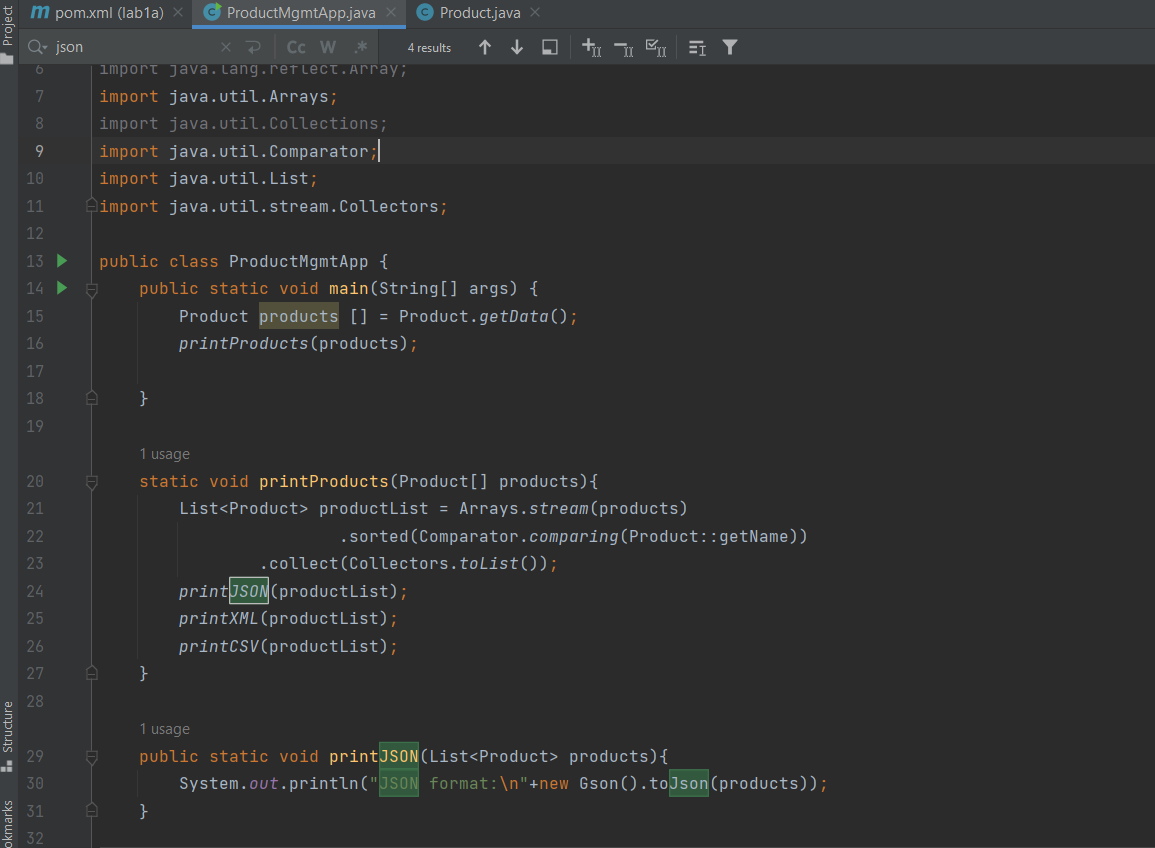 Project
pom.xml (lab1a)
ProductMgmtApp.java
Product.java
json
Cc W .*
4 results
6 import java.lang.reflect.Array;
7 import java.util.Arrays;
8 import java.util.Collections;
9 import java.util.Comparator;
10 import java.util.List;
11 import java.util.stream.Collectors;
12
13 public class ProductMgmtApp {
14 public static void main(String[] args) {
15 Product products [] = Product.getData();
16 printProducts(products);
17
18 }
19
1 usage
20 static void printProducts(Product[] products){
21 List<Product> productList = Arrays.stream(products)
22 .sorted(Comparator.comparing(Product::getName))
23 .collect(Collectors.toList());
24 printJSON(productList);
25 printXML(productList);
26 printCSV(productList);
27 }
28
1 usage
29 public static void printJSON(List<Product> products){
30 System.out.println("JSON format:\n"+new Gson().toJson(products));
31 }
32
Structure
okmarks